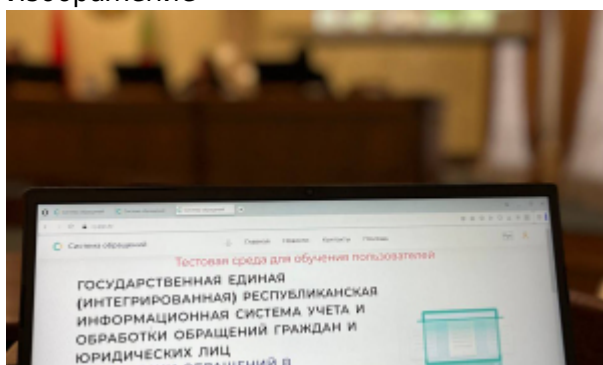 Изображение
Система обращений Главная Новости Контакты Помощь
Тестовая среда для обучения пользователей
ГОСУДАРСТВЕННАЯ ЕДИНАЯ
(ИНТЕГРИРОВАННАЯ) РЕСПУБЛИКАНСКАЯ
ИНФОРМАЦИОННАЯ СИСТЕМА УЧЕТА И
ОБРАБОТКИ ОБРАЩЕНИЙ ГРАЖДАН И
ЮРИДИЧЕСКИХ ЛИЦ